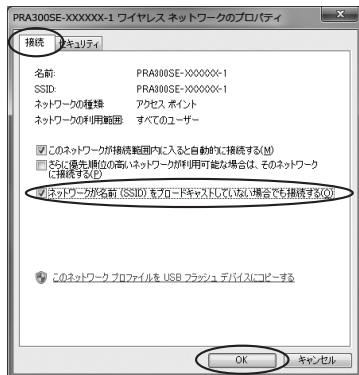 PRA300SE-XXXXXX-1 ワイヤレス ネットワークのプロパティ
接続 セキュリティ
名前: PRA300SE-XXXXXX-1
SSID: PRA300SE-XXXXXX-1
ネットワークの種類: アクセス ポイント
ネットワークの利用範囲: すべてのユーザー
このネットワークが接続範囲内に入ると自動的に接続する(M)
さらに優先順位の高いネットワークが利用可能な場合は、そのネットワーク
に接続する(P)
ネットワークが名前 (SSID) をブロードキャストしていない場合でも接続する(O)
このネットワーク プロファイルを USB フラッシュ デバイスにコピーする
OK キャンセル